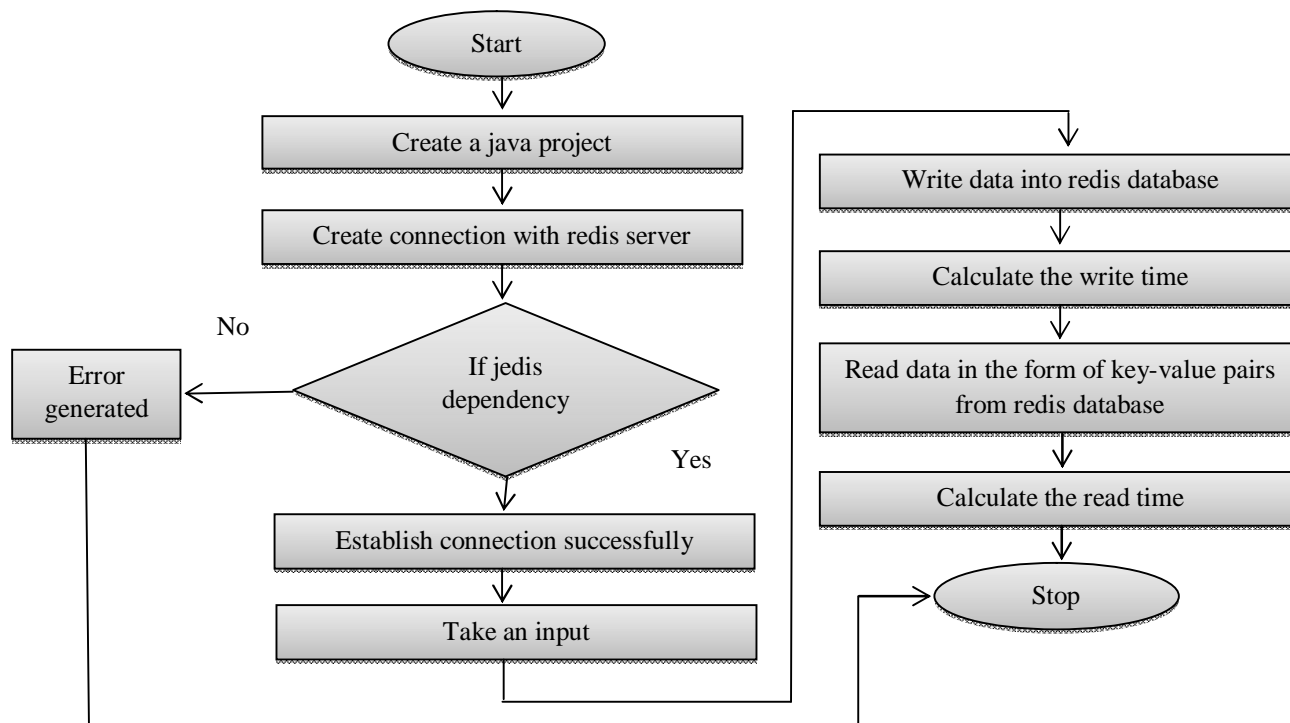 Start
Create a java project
Create connection with redis server
No
If jedis
dependency
Error
generated
Yes
Establish connection successfully
Take an input
Write data into redis database
Calculate the write time
Read data in the form of key-value pairs
from redis database
Calculate the read time
Stop